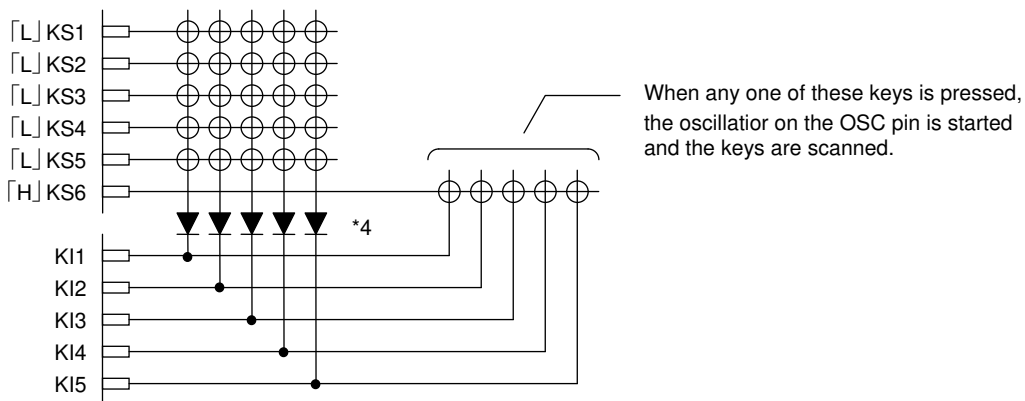 「L」KS1
「L」KS2
「L」KS3
「L」KS4
「L」KS5
「H」KS6
When any one of these keys is pressed,
the oscillatior on the OSC pin is started
and the keys are scanned.
*4
KI1
KI2
KI3
KI4
KI5